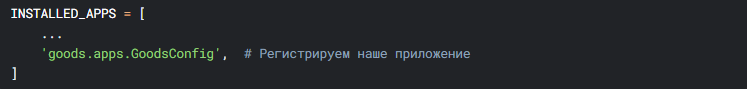 INSTALLED_APPS = [
    ...
    'goods.apps.GoodsConfig',  # Регистрируем наше приложение
]